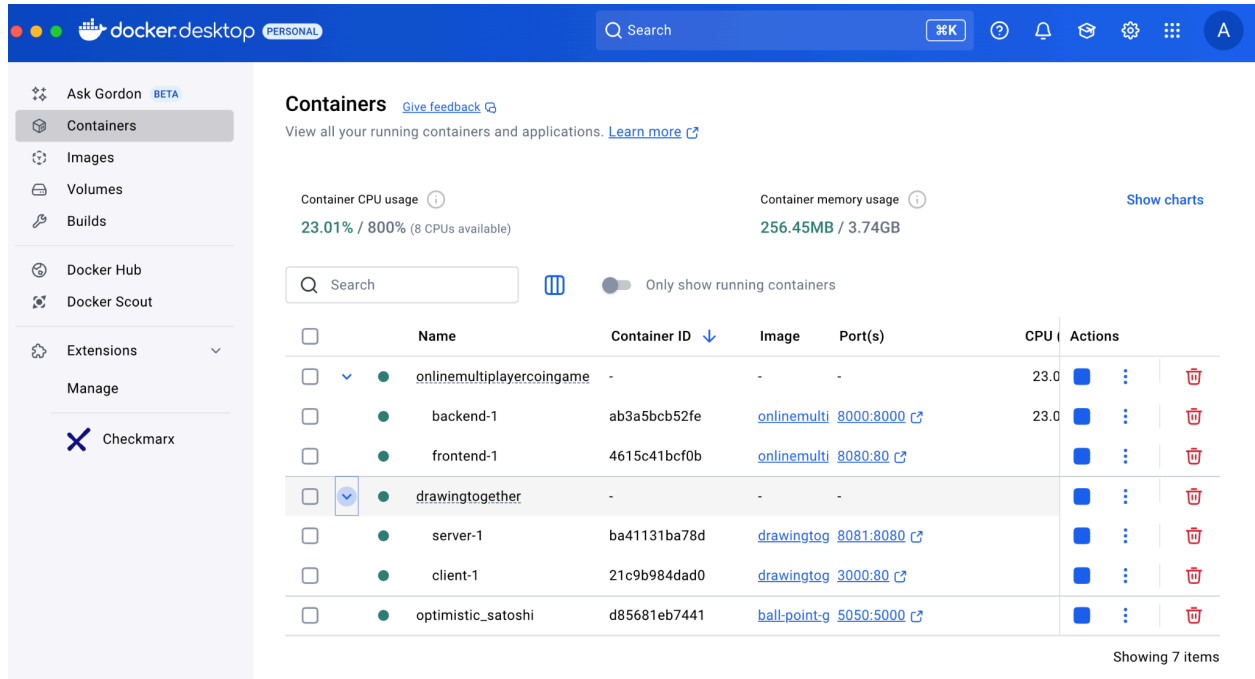 docker.desktop PERSONAL Search ⌘K A
Ask Gordon BETA
Containers
Images
Volumes
Builds
Docker Hub
Docker Scout
Extensions
Manage
Checkmarx
Containers Give feedback
View all your running containers and applications. Learn more
Container CPU usage Container memory usage Show charts
23.01% / 800% (8 CPUs available) 256.45MB / 3.74GB
Search Only show running containers
Name Container ID Image Port(s) CPU ( Actions
onlinemultiplayercoingame - - - 23.0
backend-1 ab3a5bcb52fe onlinemulti 8000:8000 23.0
frontend-1 4615c41bcf0b onlinemulti 8080:80
drawingtogether - - -
server-1 ba41131ba78d drawingtog 8081:8080
client-1 21c9b984dad0 drawingtog 3000:80
optimistic_satoshi d85681eb7441 ball-point-g 5050:5000
Showing 7 items